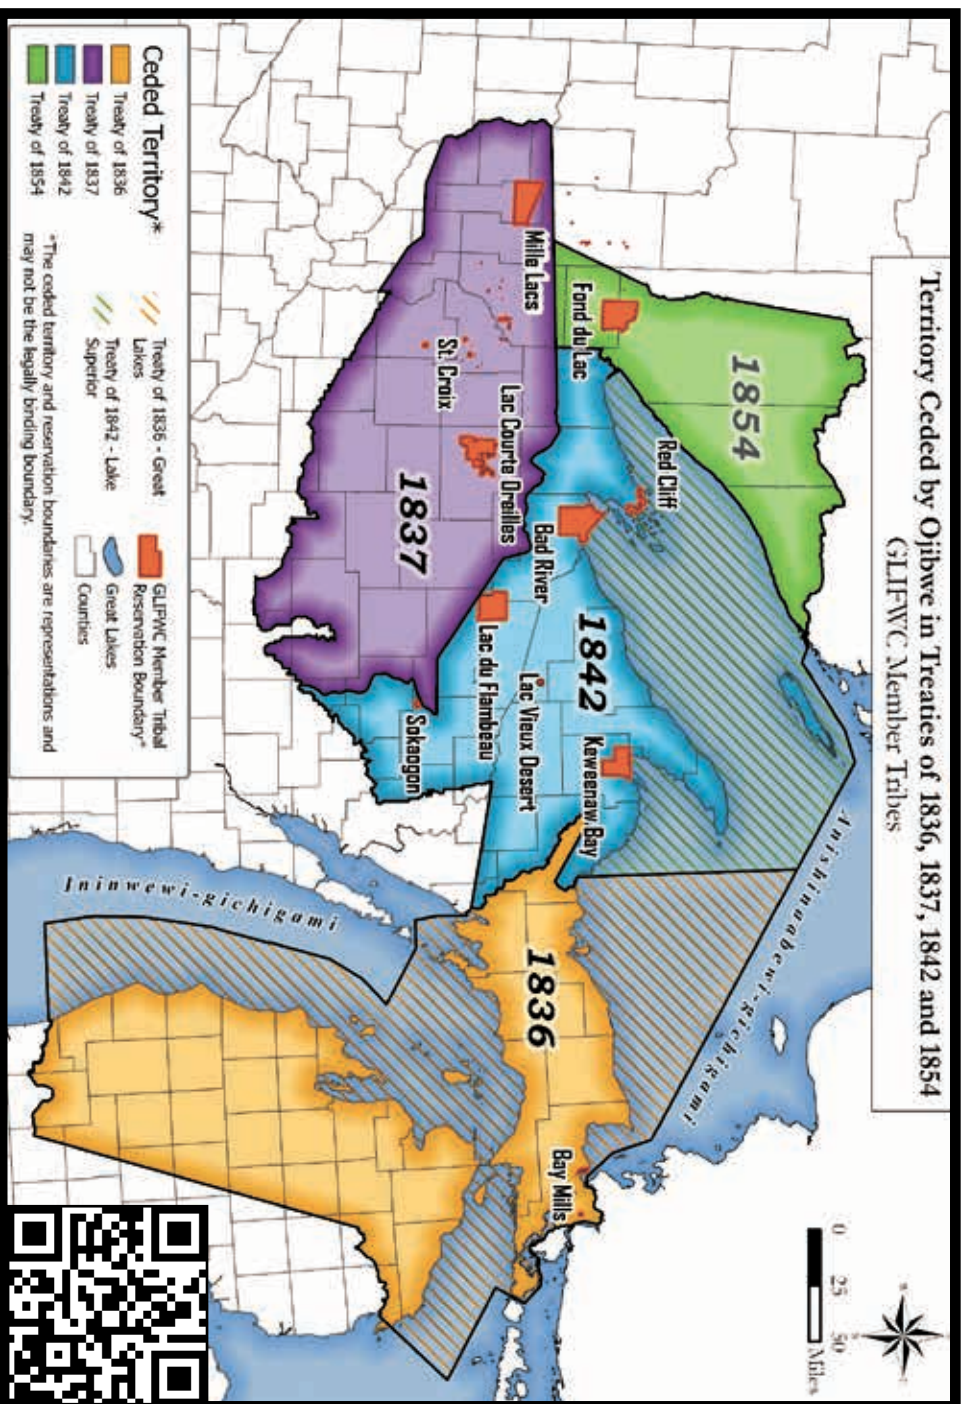 Territory Ceded by Ojibwe in Treaties of 1836, 1837, 1842 and 1854
GLIFWC Member Tribes
0 25 50 Miles
Anishinaabewi-gichigami
1854
Fond du Lac
Red Cliff
Mille Lacs
Bad River
1842
Keweenaw Bay
Lac Vieux Desert
Lac Courte Oreilles
Lac du Flambeau
St. Croix
1837
Sokaogon
1836
Bay Mills
Ininwewi-gichigami
Ceded Territory*
Treaty of 1836
Treaty of 1837
Treaty of 1842
Treaty of 1854
Treaty of 1836 - Great
Lakes
Treaty of 1842 - Lake
Superior
GLIFWC Member Tribal
Reservation Boundary*
Great Lakes
Counties
*The ceded territory and reservation boundaries are representations and
may not be the legally binding boundary.